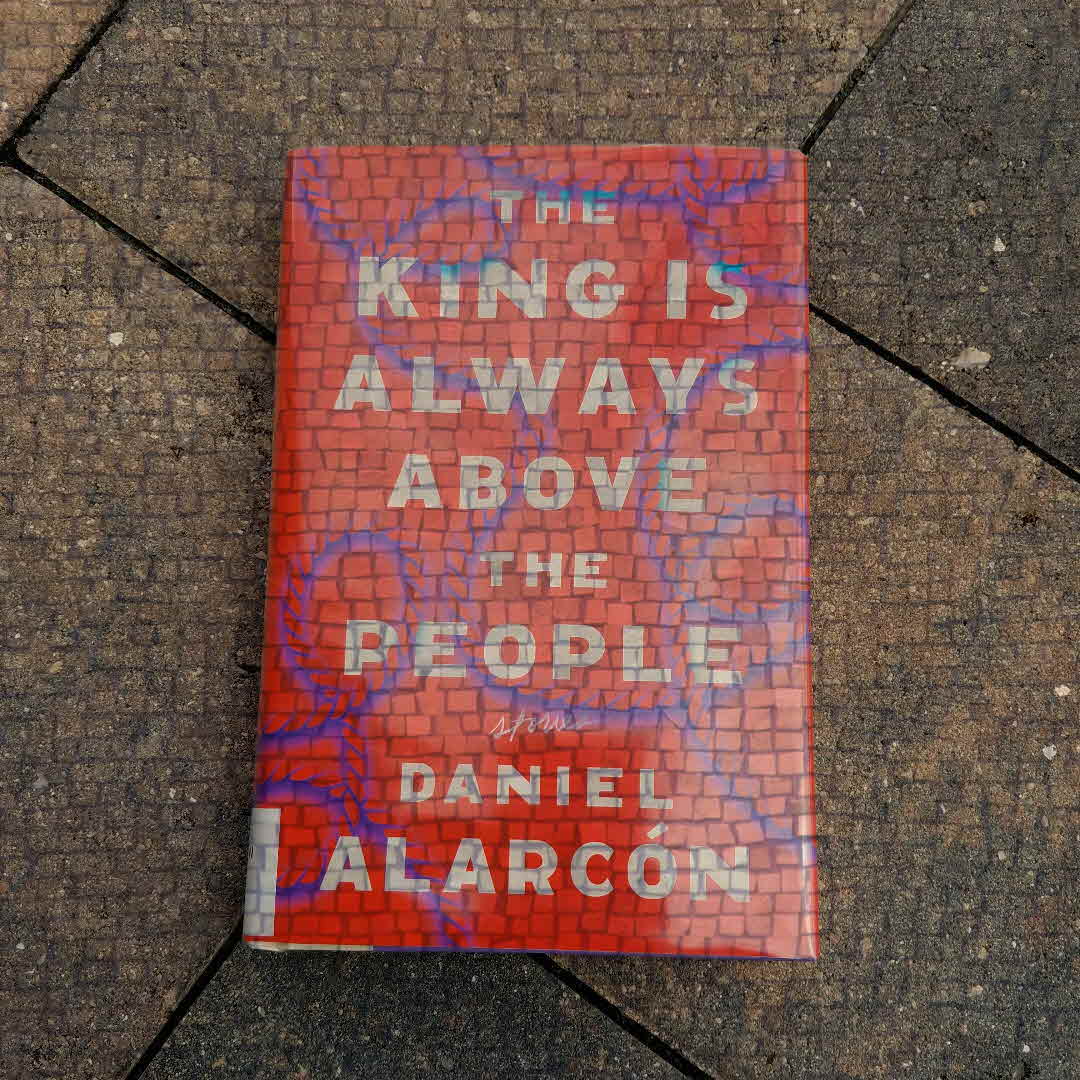 THE
KING IS
ALWAYS
ABOVE
THE
PEOPLE
stories
DANIEL
ALARCÓN